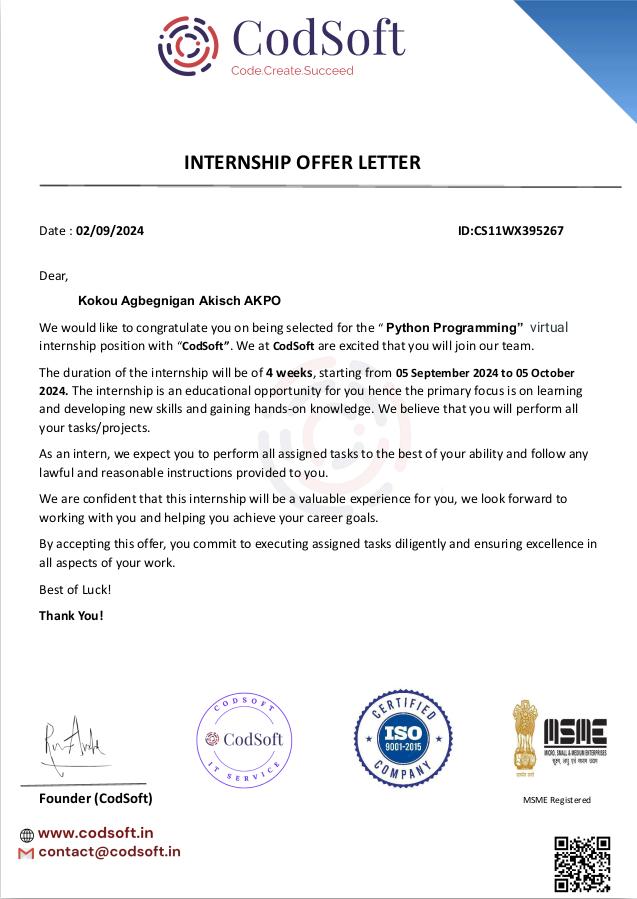 CodSoft
Code.Create.Succeed
INTERNSHIP OFFER LETTER
Date : 02/09/2024 ID:CS11WX395267
Dear,
Kokou Agbegnigan Akisch AKPO
We would like to congratulate you on being selected for the “ Python Programming” virtual
internship position with “CodSoft”. We at CodSoft are excited that you will join our team.
The duration of the internship will be of 4 weeks, starting from 05 September 2024 to 05 October
2024. The internship is an educational opportunity for you hence the primary focus is on learning
and developing new skills and gaining hands-on knowledge. We believe that you will perform all
your tasks/projects.
As an intern, we expect you to perform all assigned tasks to the best of your ability and follow any
lawful and reasonable instructions provided to you.
We are confident that this internship will be a valuable experience for you, we look forward to
working with you and helping you achieve your career goals.
By accepting this offer, you commit to executing assigned tasks diligently and ensuring excellence in
all aspects of your work.
Best of Luck!
Thank You!
CODSOFT
CodSoft
IT SERVICE
CERTIFIED
ISO
9001-2015
COMPANY
MSME
MICRO, SMALL & MEDIUM ENTERPRISES
सूक्ष्म, लघु एवं मध्यम उद्यम
Founder (CodSoft)
MSME Registered
www.codsoft.in
contact@codsoft.in